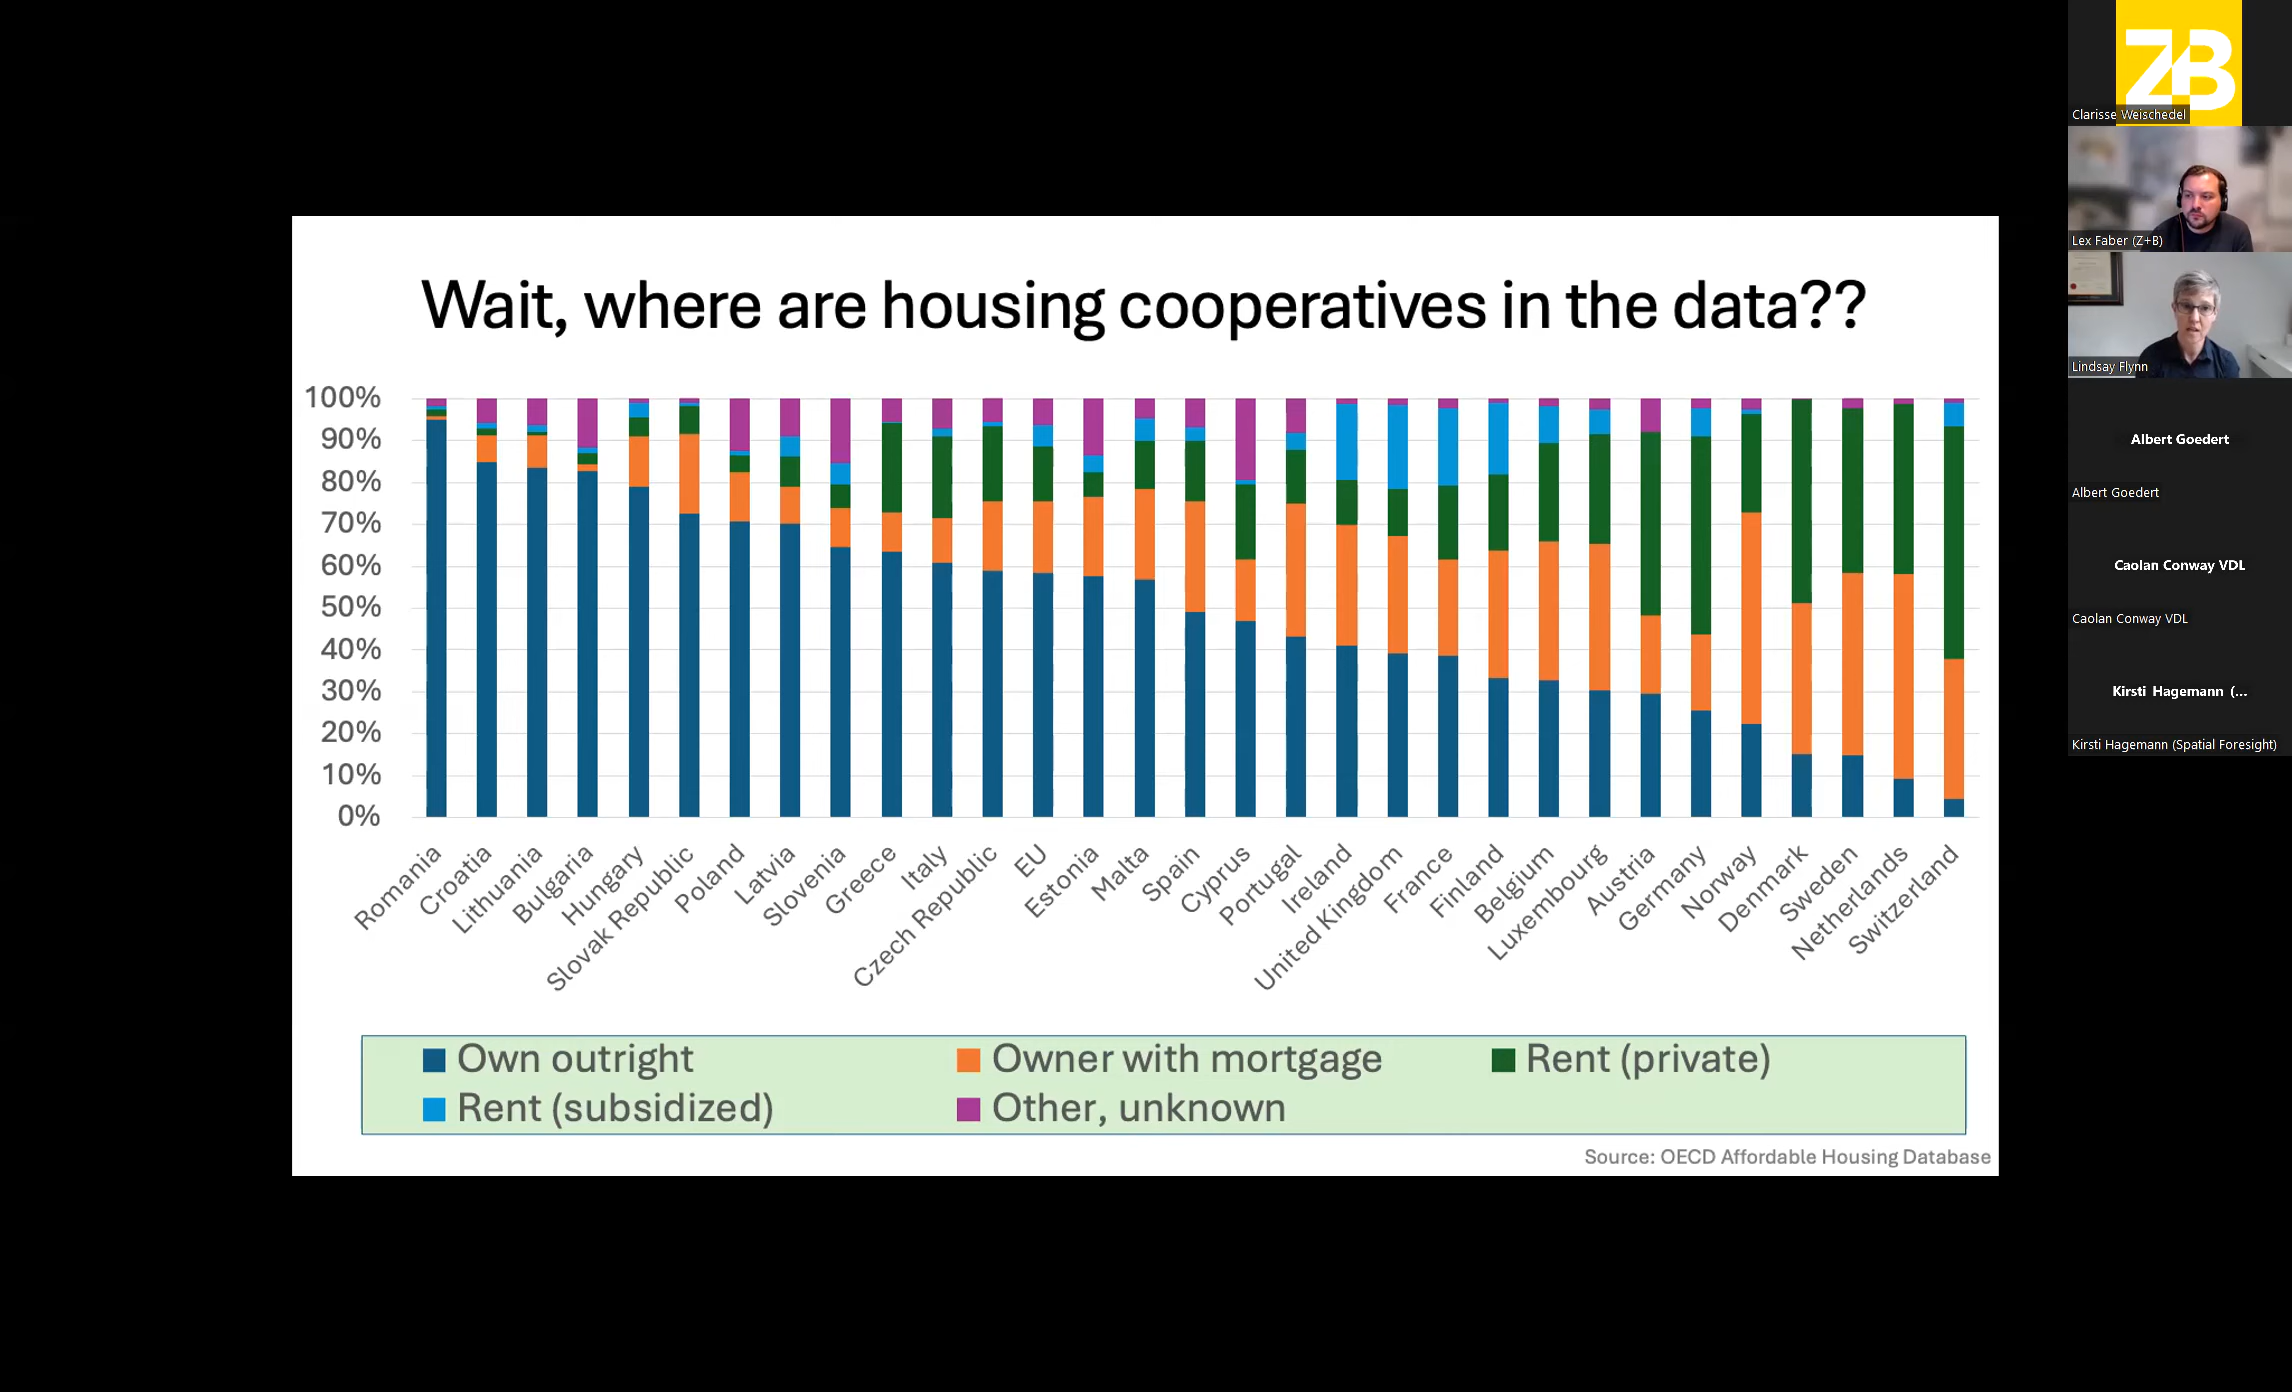 Wait, where are housing cooperatives in the data??
100%
90%
80%
70%
60%
50%
40%
30%
20%
10%
0%
Romania
Croatia
Lithuania
Bulgaria
Hungary
Slovak Republic
Poland
Latvia
Slovenia
Greece
Italy
Czech Republic
EU
Estonia
Malta
Spain
Cyprus
Portugal
Ireland
United Kingdom
France
Finland
Belgium
Luxembourg
Austria
Germany
Norway
Denmark
Sweden
Netherlands
Switzerland
Own outright
Owner with mortgage
Rent (private)
Rent (subsidized)
Other, unknown
Source: OECD Affordable Housing Database
ZB
Clarisse Weischedel
Lex Faber (Z+B)
Lindsay Flynn
Albert Goedert
Albert Goedert
Caolan Conway VDL
Caolan Conway VDL
Kirsti Hagemann (...
Kirsti Hagemann (Spatial Foresight)